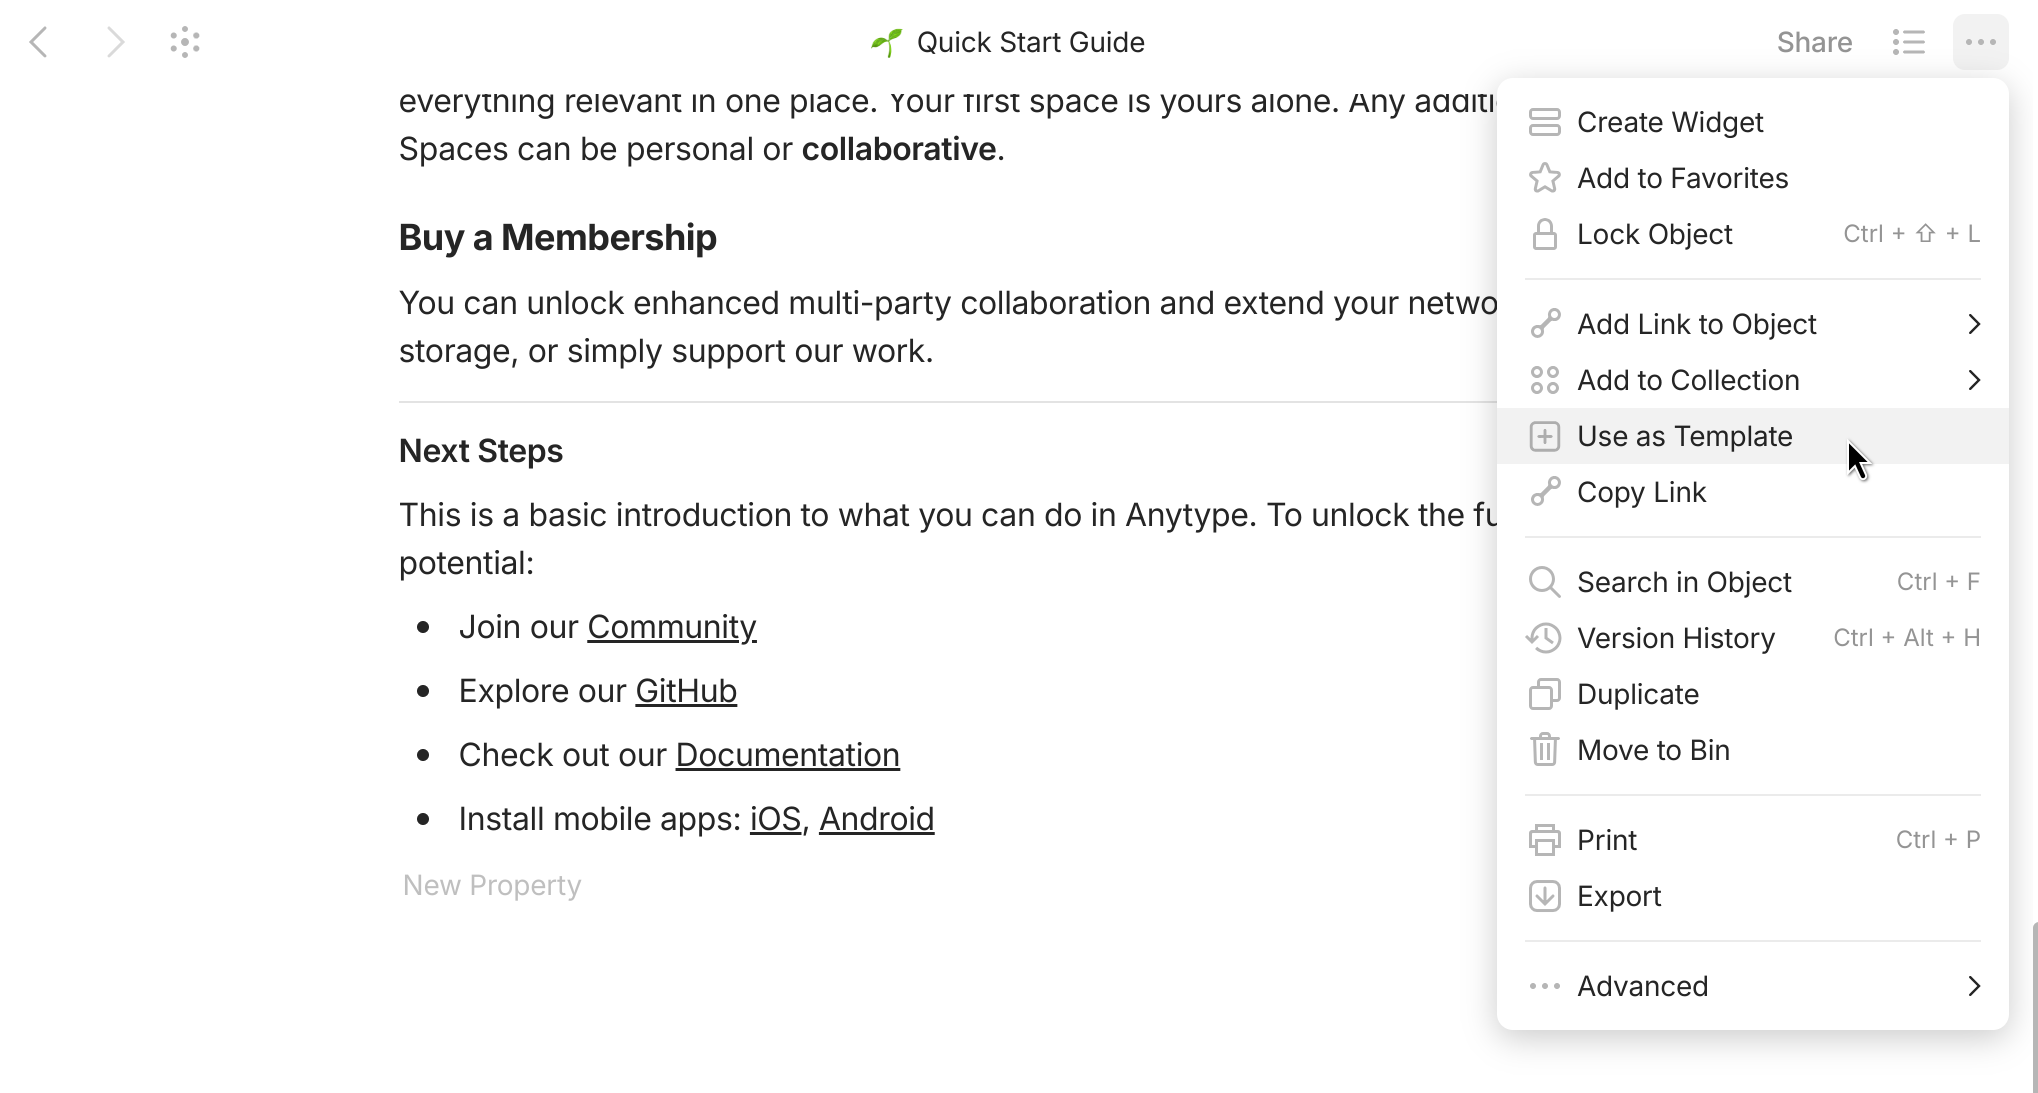 Quick Start Guide
Share
everything relevant in one place. Your first space is yours alone. Any additi
Spaces can be personal or collaborative.
Buy a Membership
You can unlock enhanced multi-party collaboration and extend your netwo
storage, or simply support our work.
Next Steps
This is a basic introduction to what you can do in Anytype. To unlock the fu
potential:
• Join our Community
• Explore our GitHub
• Check out our Documentation
• Install mobile apps: iOS, Android
New Property
Create Widget
Add to Favorites
Lock Object Ctrl + ⇧ + L
Add Link to Object
Add to Collection
Use as Template
Copy Link
Search in Object Ctrl + F
Version History Ctrl + Alt + H
Duplicate
Move to Bin
Print Ctrl + P
Export
Advanced